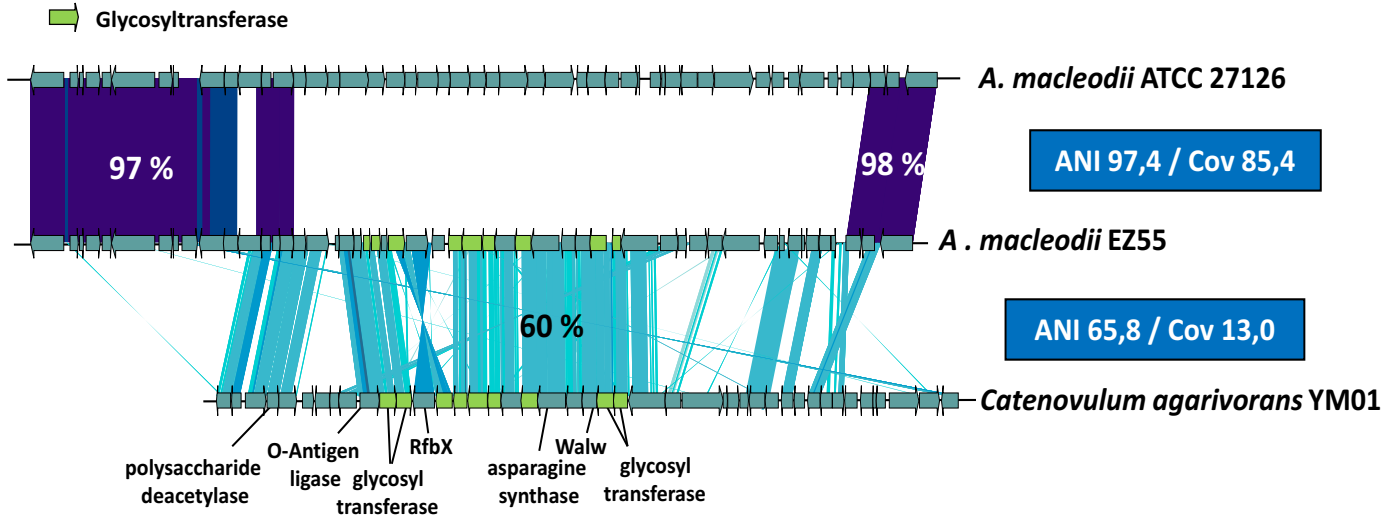 Glycosyltransferase
A. macleodii ATCC 27126
97 %
98 %
ANI 97,4 / Cov 85,4
A . macleodii EZ55
60 %
ANI 65,8 / Cov 13,0
Catenovulum agarivorans YM01
polysaccharide
deacetylase
O-Antigen
ligase
glycosyl
transferase
RfbX
asparagine
synthase
Walw
glycosyl
transferase